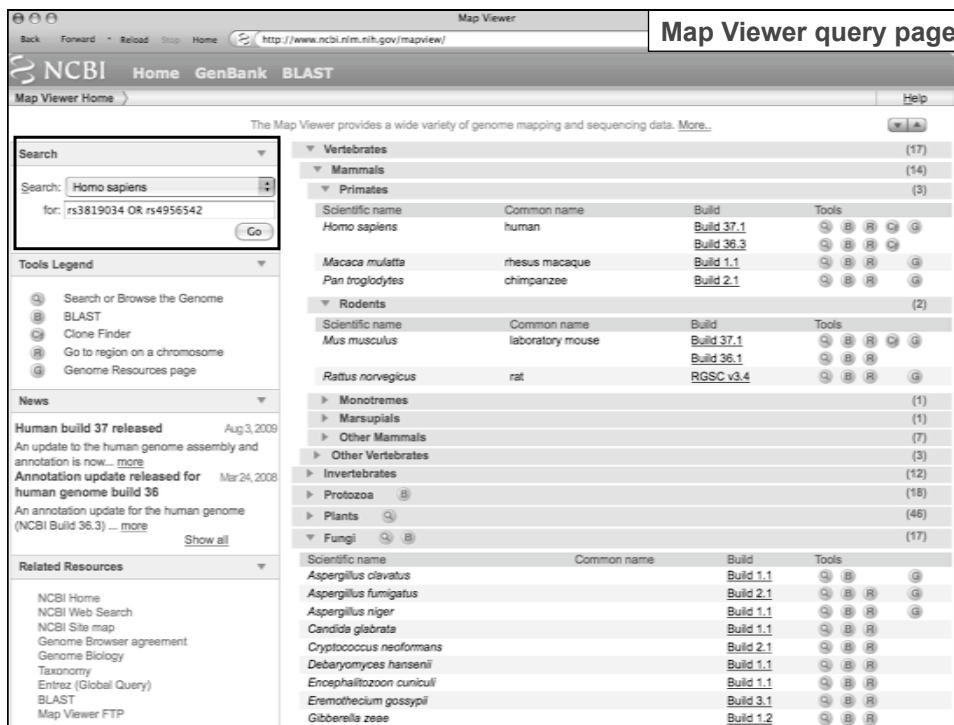 Map Viewer
Map Viewer query page
Back Forward Reload Stop Home http://www.ncbi.nlm.nih.gov/mapview/
NCBI Home GenBank BLAST
Map Viewer Home Help
The Map Viewer provides a wide variety of genome mapping and sequencing data. More..
Search
Search: Homo sapiens
for: rs3819034 OR rs4956542
Go
Tools Legend
Search or Browse the Genome
B BLAST
Clone Finder
R Go to region on a chromosome
G Genome Resources page
News
Human build 37 released Aug 3, 2009
An update to the human genome assembly and
annotation is now... more
Annotation update released for Mar 24, 2008
human genome build 36
An annotation update for the human genome
(NCBI Build 36.3) ... more
Show all
Related Resources
NCBI Home
NCBI Web Search
NCBI Site map
Genome Browser agreement
Genome Biology
Taxonomy
Entrez (Global Query)
BLAST
Map Viewer FTP
Vertebrates (17)
Mammals (14)
Primates (3)
Scientific name Common name Build Tools
Homo sapiens human Build 37.1 B R G
Build 36.3 B R
Macaca mulatta rhesus macaque Build 1.1 B R G
Pan troglodytes chimpanzee Build 2.1 B R G
Rodents (2)
Scientific name Common name Build Tools
Mus musculus laboratory mouse Build 37.1 B R G
Build 36.1 B R
Rattus norvegicus rat RGSC v3.4 B R G
Monotremes (1)
Marsupials (1)
Other Mammals (7)
Other Vertebrates (3)
Invertebrates (12)
Protozoa B (18)
Plants (46)
Fungi B (17)
Scientific name Common name Build Tools
Aspergillus clavatus Build 1.1 B G
Aspergillus fumigatus Build 2.1 B R G
Aspergillus niger Build 1.1 B R G
Candida glabrata Build 1.1 B R
Cryptococcus neoformans Build 2.1 B R
Debaryomyces hansenii Build 1.1 B R
Encephalitozoon cuniculi Build 1.1 B R
Eremothecium gossypii Build 3.1 B R
Gibberella zeae Build 1.2 B R